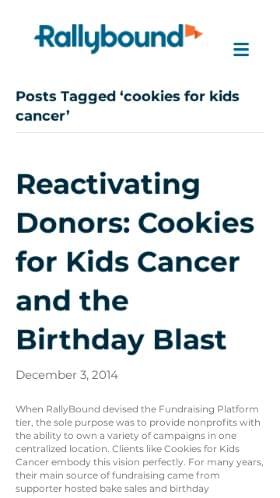 Rallybound
Posts Tagged ‘cookies for kids
cancer’
Reactivating
Donors: Cookies
for Kids Cancer
and the
Birthday Blast
December 3, 2014
When RallyBound devised the Fundraising Platform
tier, the sole purpose was to provide nonprofits with
the ability to own a variety of campaigns in one
centralized location. Clients like Cookies for Kids
Cancer embody this vision perfectly. For many years,
their main source of fundraising came from
supporter hosted bake sales and birthday